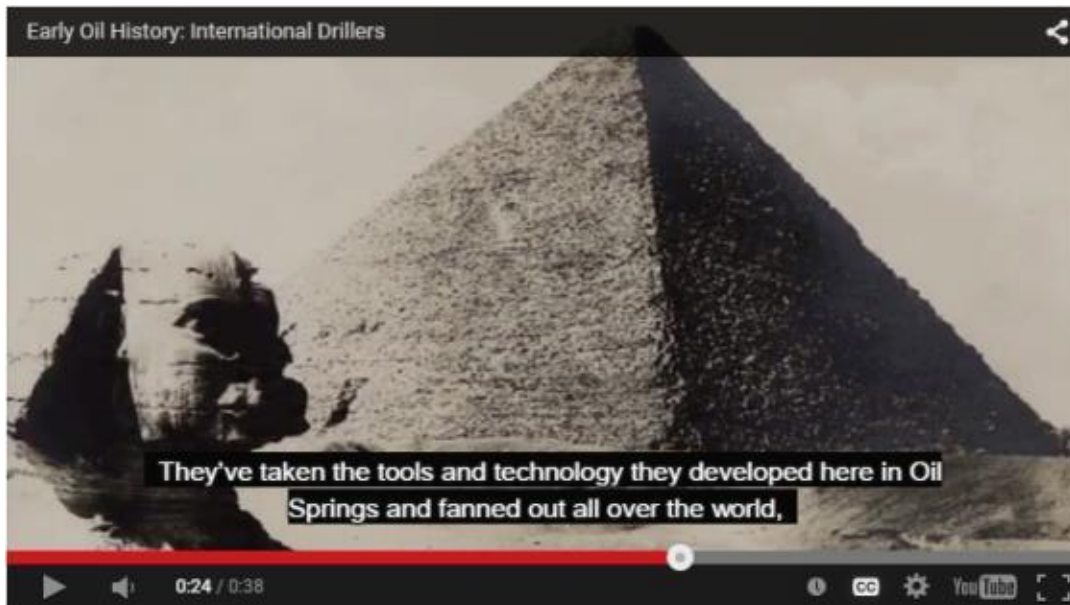 Early Oil History: International Drillers
They've taken the tools and technology they developed here in Oil
Springs and fanned out all over the world,
0:24 / 0:38
CC
YouTube